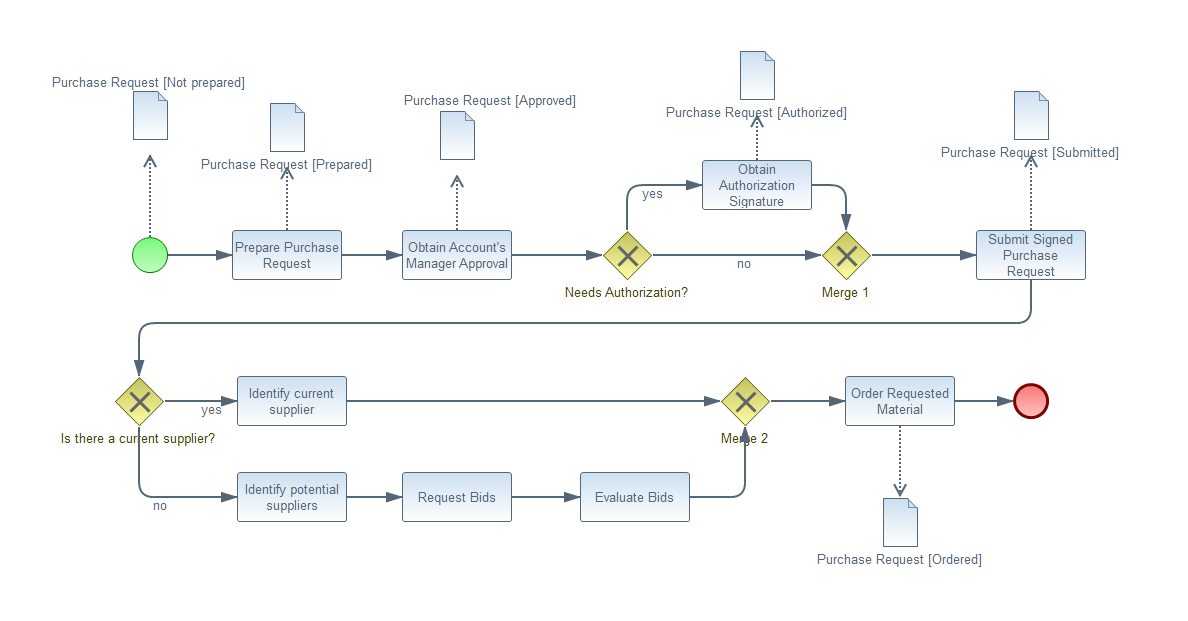 Purchase Request [Not prepared]
Purchase Request [Prepared]
Purchase Request [Approved]
Purchase Request [Authorized]
Purchase Request [Submitted]
Prepare Purchase
Request
Obtain Account's
Manager Approval
Needs Authorization?
yes
no
Obtain
Authorization
Signature
Merge 1
Submit Signed
Purchase
Request
Is there a current supplier?
yes
no
Identify current
supplier
Identify potential
suppliers
Request Bids
Evaluate Bids
Merge 2
Order Requested
Material
Purchase Request [Ordered]